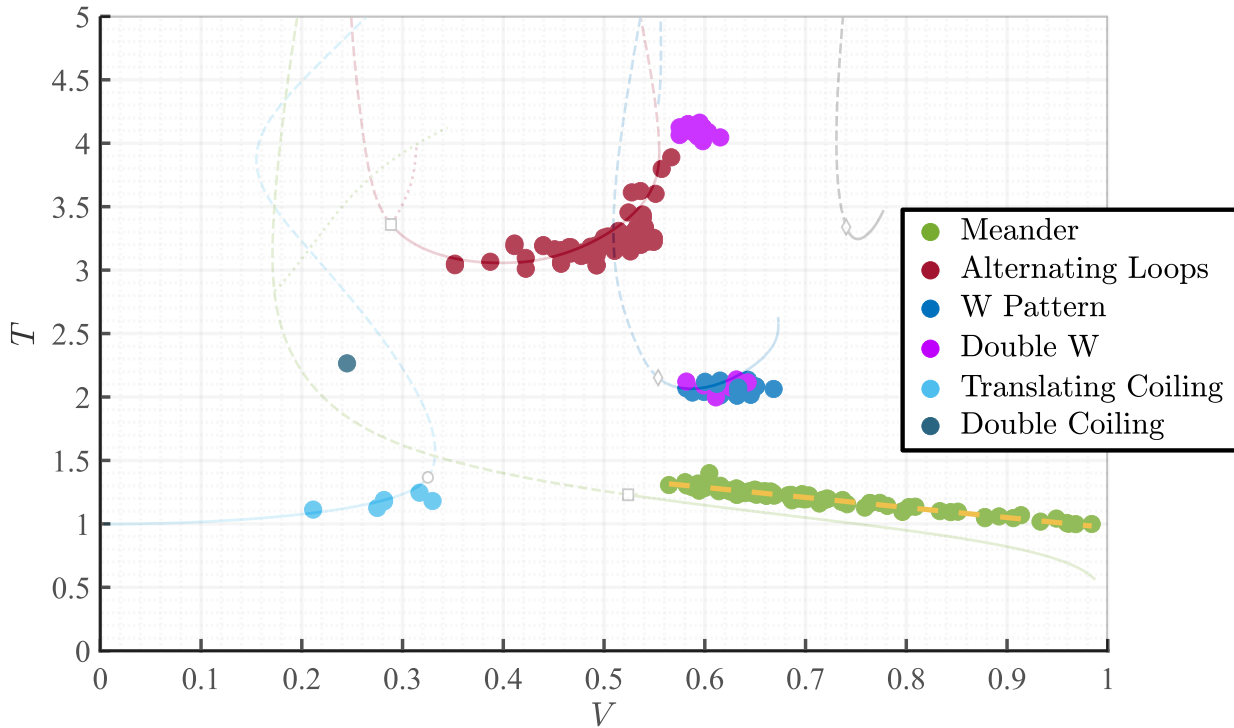 5
4.5
4
3.5
3
2.5
2
1.5
1
0.5
0
T
Meander
Alternating Loops
W Pattern
Double W
Translating Coiling
Double Coiling
0 0.1 0.2 0.3 0.4 0.5 0.6 0.7 0.8 0.9 1
V